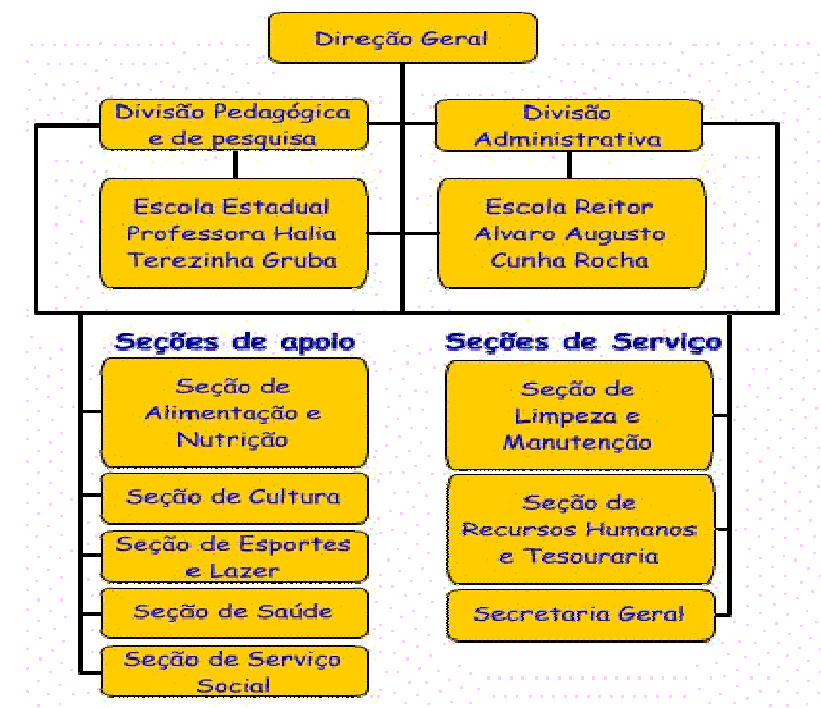 Direção Geral
Divisão Pedagógica
e de pesquisa
Divisão
Administrativa
Escola Estadual
Professora Halia
Terezinha Gruba
Escola Reitor
Alvaro Augusto
Cunha Rocha
Seções de apoio
Seção de
Alimentação e
Nutrição
Seção de Cultura
Seção de Esportes
e Lazer
Seção de Saúde
Seção de Serviço
Social
Seções de Serviço
Seção de
Limpeza e
Manutenção
Seção de
Recursos Humanos
e Tesouraria
Secretaria Geral